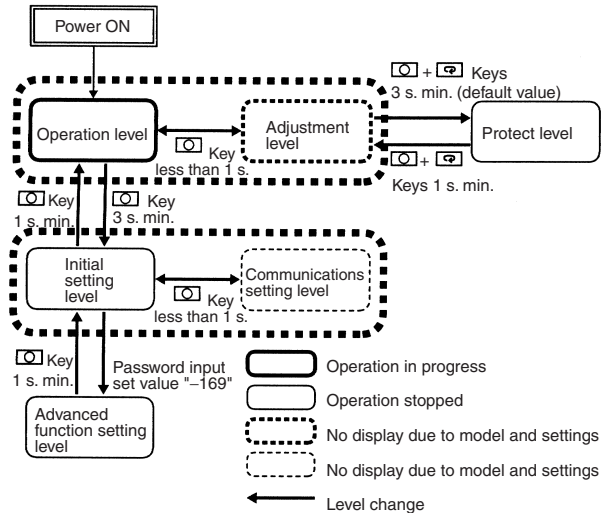 Power ON
+ Keys
3 s. min. (default value)
Operation level
Adjustment
level
Protect level
Key
less than 1 s.
+
Keys 1 s. min.
Key
1 s. min.
Key
3 s. min.
Initial
setting
level
Communications
setting level
Key
less than 1 s.
Key
1 s. min.
Password input
set value "–169"
Advanced
function setting
level
Operation in progress
Operation stopped
No display due to model and settings
No display due to model and settings
Level change